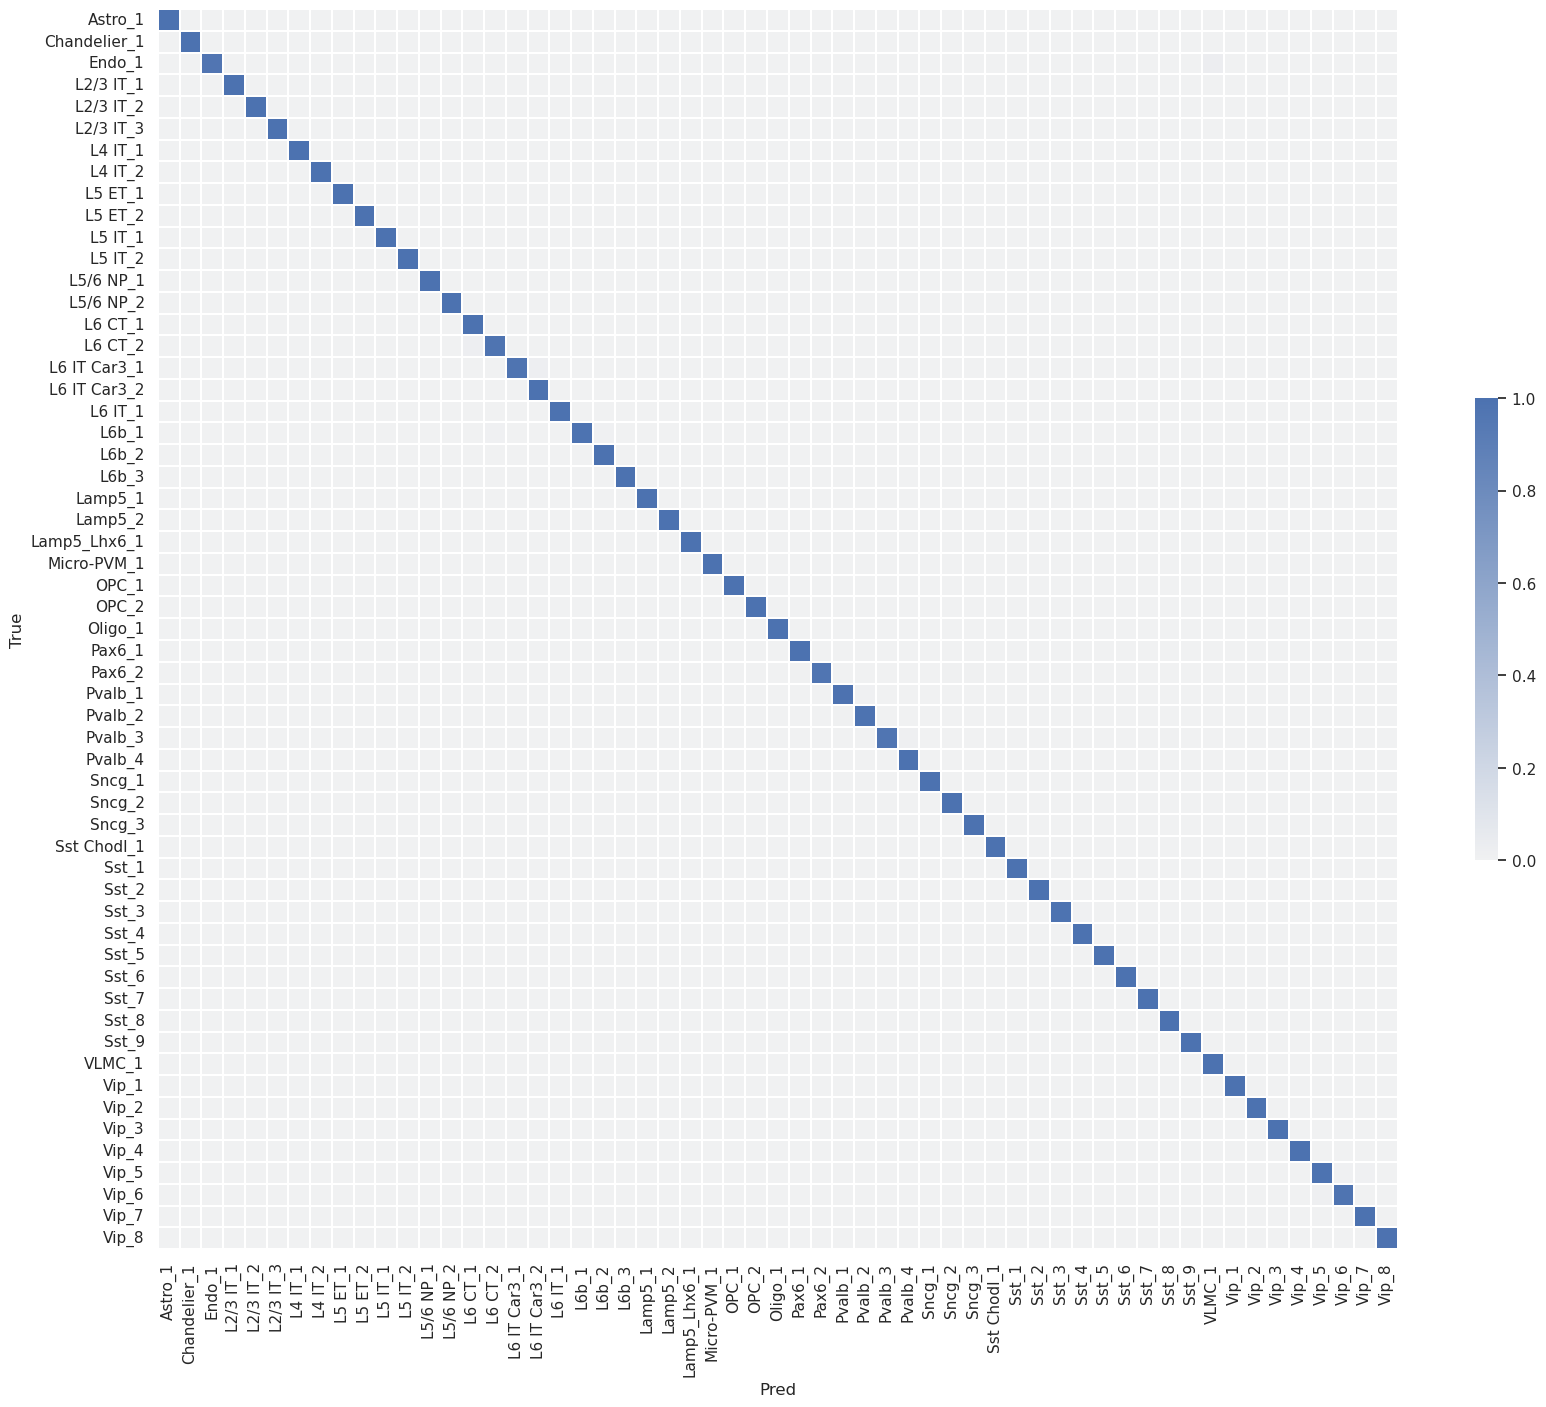 Astro_1
Chandelier_1
Endo_1
L2/3 IT_1
L2/3 IT_2
L2/3 IT_3
L4 IT_1
L4 IT_2
L5 ET_1
L5 ET_2
L5 IT_1
L5 IT_2
L5/6 NP_1
L5/6 NP_2
L6 CT_1
L6 CT_2
L6 IT Car3_1
L6 IT Car3_2
L6 IT_1
L6b_1
L6b_2
L6b_3
Lamp5_1
Lamp5_2
Lamp5_Lhx6_1
Micro-PVM_1
OPC_1
OPC_2
Oligo_1
Pax6_1
Pax6_2
Pvalb_1
Pvalb_2
Pvalb_3
Pvalb_4
Sncg_1
Sncg_2
Sncg_3
Sst Chodl_1
Sst_1
Sst_2
Sst_3
Sst_4
Sst_5
Sst_6
Sst_7
Sst_8
Sst_9
VLMC_1
Vip_1
Vip_2
Vip_3
Vip_4
Vip_5
Vip_6
Vip_7
Vip_8
True
Astro_1
Chandelier_1
Endo_1
L2/3 IT_1
L2/3 IT_2
L2/3 IT_3
L4 IT_1
L4 IT_2
L5 ET_1
L5 ET_2
L5 IT_1
L5 IT_2
L5/6 NP_1
L5/6 NP_2
L6 CT_1
L6 CT_2
L6 IT Car3_1
L6 IT Car3_2
L6 IT_1
L6b_1
L6b_2
L6b_3
Lamp5_1
Lamp5_2
Lamp5_Lhx6_1
Micro-PVM_1
OPC_1
OPC_2
Oligo_1
Pax6_1
Pax6_2
Pvalb_1
Pvalb_2
Pvalb_3
Pvalb_4
Sncg_1
Sncg_2
Sncg_3
Sst Chodl_1
Sst_1
Sst_2
Sst_3
Sst_4
Sst_5
Sst_6
Sst_7
Sst_8
Sst_9
VLMC_1
Vip_1
Vip_2
Vip_3
Vip_4
Vip_5
Vip_6
Vip_7
Vip_8
Pred
1.0
0.8
0.6
0.4
0.2
0.0